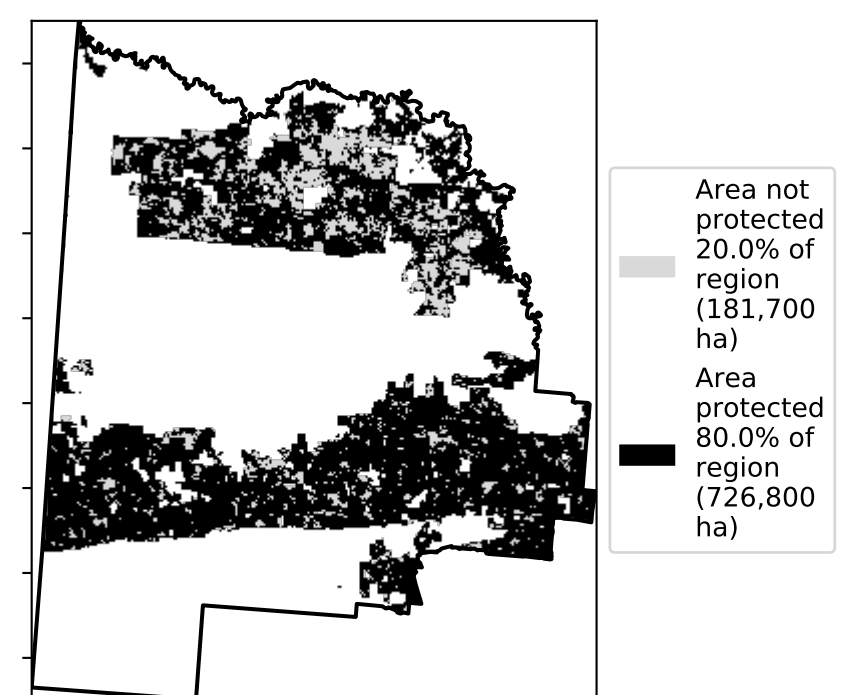 Area not
protected
20.0% of
region
(181,700
ha)
Area
protected
80.0% of
region
(726,800
ha)